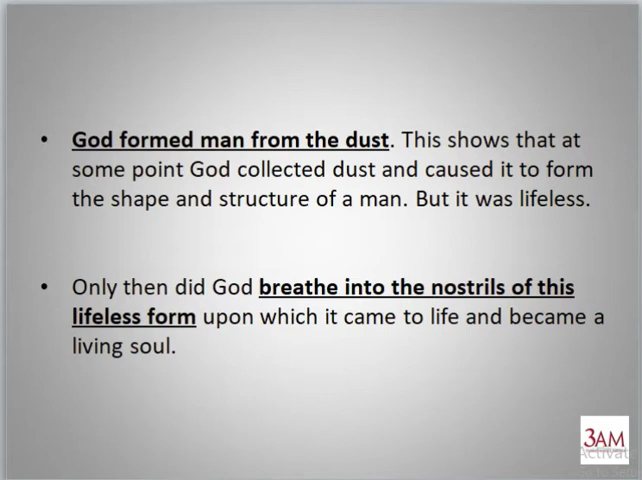 • God formed man from the dust. This shows that at
some point God collected dust and caused it to form
the shape and structure of a man. But it was lifeless.
• Only then did God breathe into the nostrils of this
lifeless form upon which it came to life and became a
living soul.
3AM
Activate